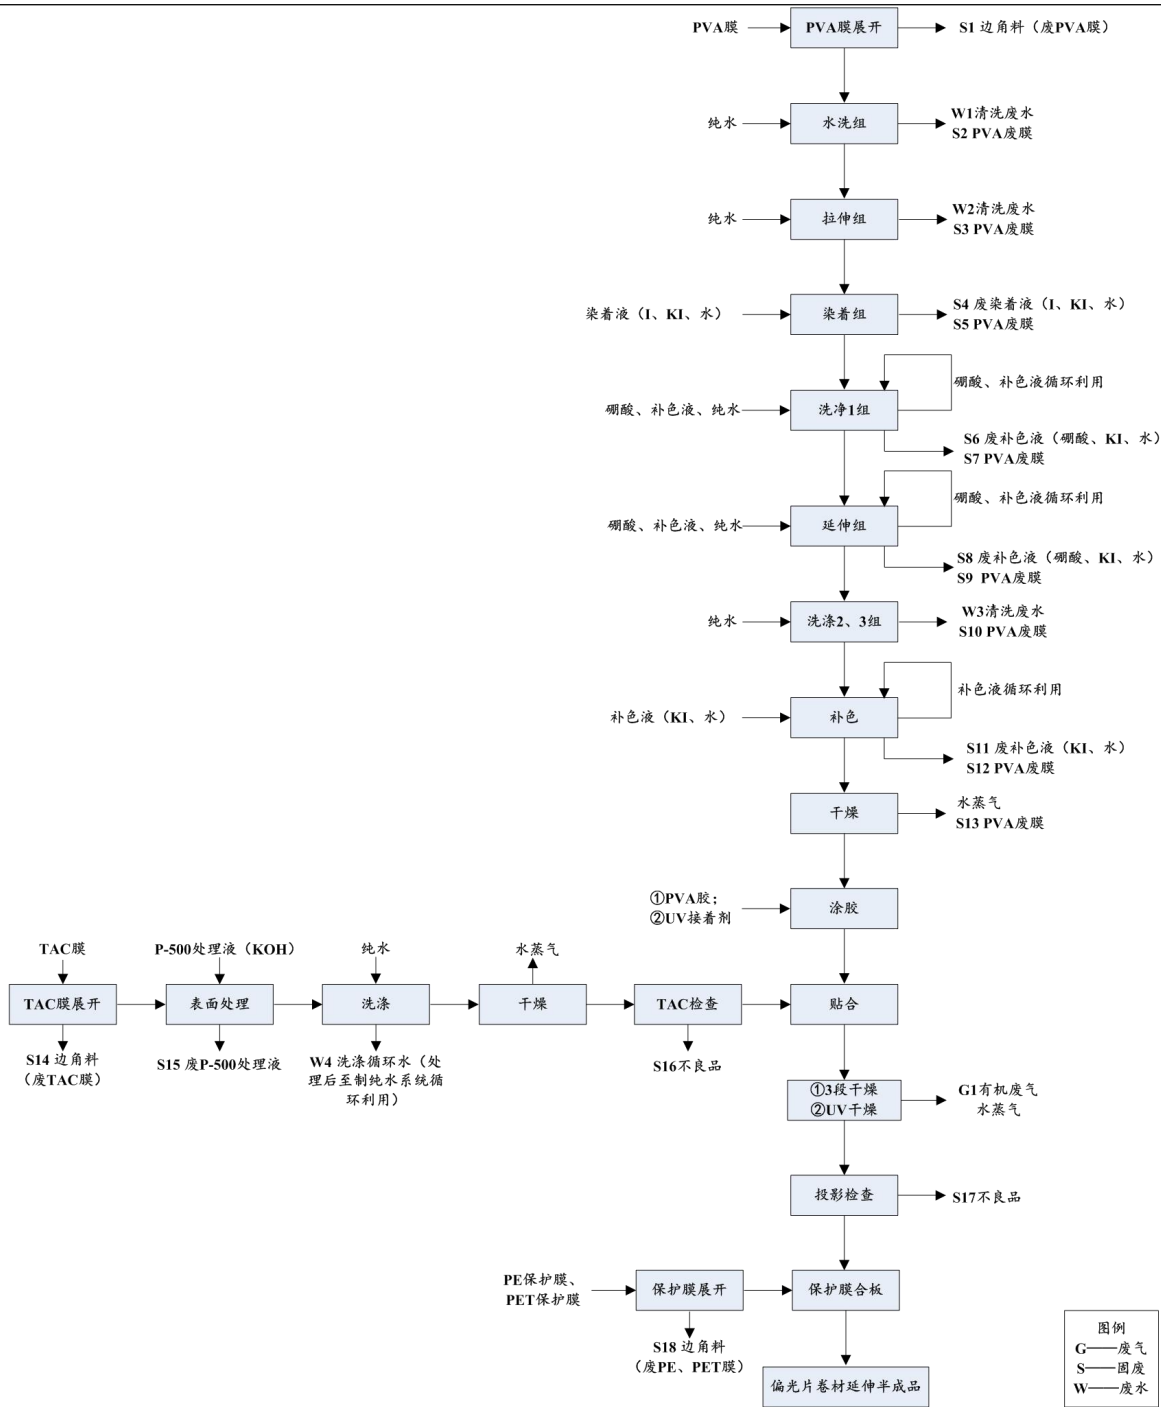 PVA膜
PVA膜展开
S1 边角料（废PVA膜）
纯水
水洗组
W1清洗废水
S2 PVA废膜
纯水
拉伸组
W2清洗废水
S3 PVA废膜
染着液（I、KI、水）
染着组
S4 废染着液（I、KI、水）
S5 PVA废膜
硼酸、补色液循环利用
硼酸、补色液、纯水
洗净1组
S6 废补色液（硼酸、KI、水）
S7 PVA废膜
硼酸、补色液循环利用
硼酸、补色液、纯水
延伸组
S8 废补色液（硼酸、KI、水）
S9 PVA废膜
纯水
洗涤2、3组
W3清洗废水
S10 PVA废膜
补色液循环利用
补色液（KI、水）
补色
S11 废补色液（KI、水）
S12 PVA废膜
干燥
水蒸气
S13 PVA废膜
①PVA胶；
②UV接着剂
涂胶
TAC膜
P-500处理液（KOH）
纯水
水蒸气
TAC膜展开
表面处理
洗涤
干燥
TAC检查
贴合
S14 边角料
（废TAC膜）
S15 废P-500处理液
W4 洗涤循环水（处
理后至制纯水系统循
环利用）
S16不良品
①3段干燥
②UV干燥
G1有机废气
水蒸气
投影检查
S17不良品
PE保护膜、
PET保护膜
保护膜展开
保护膜合板
S18 边角料
（废PE、PET膜）
偏光片卷材延伸半成品
图例
G——废气
S——固废
W——废水